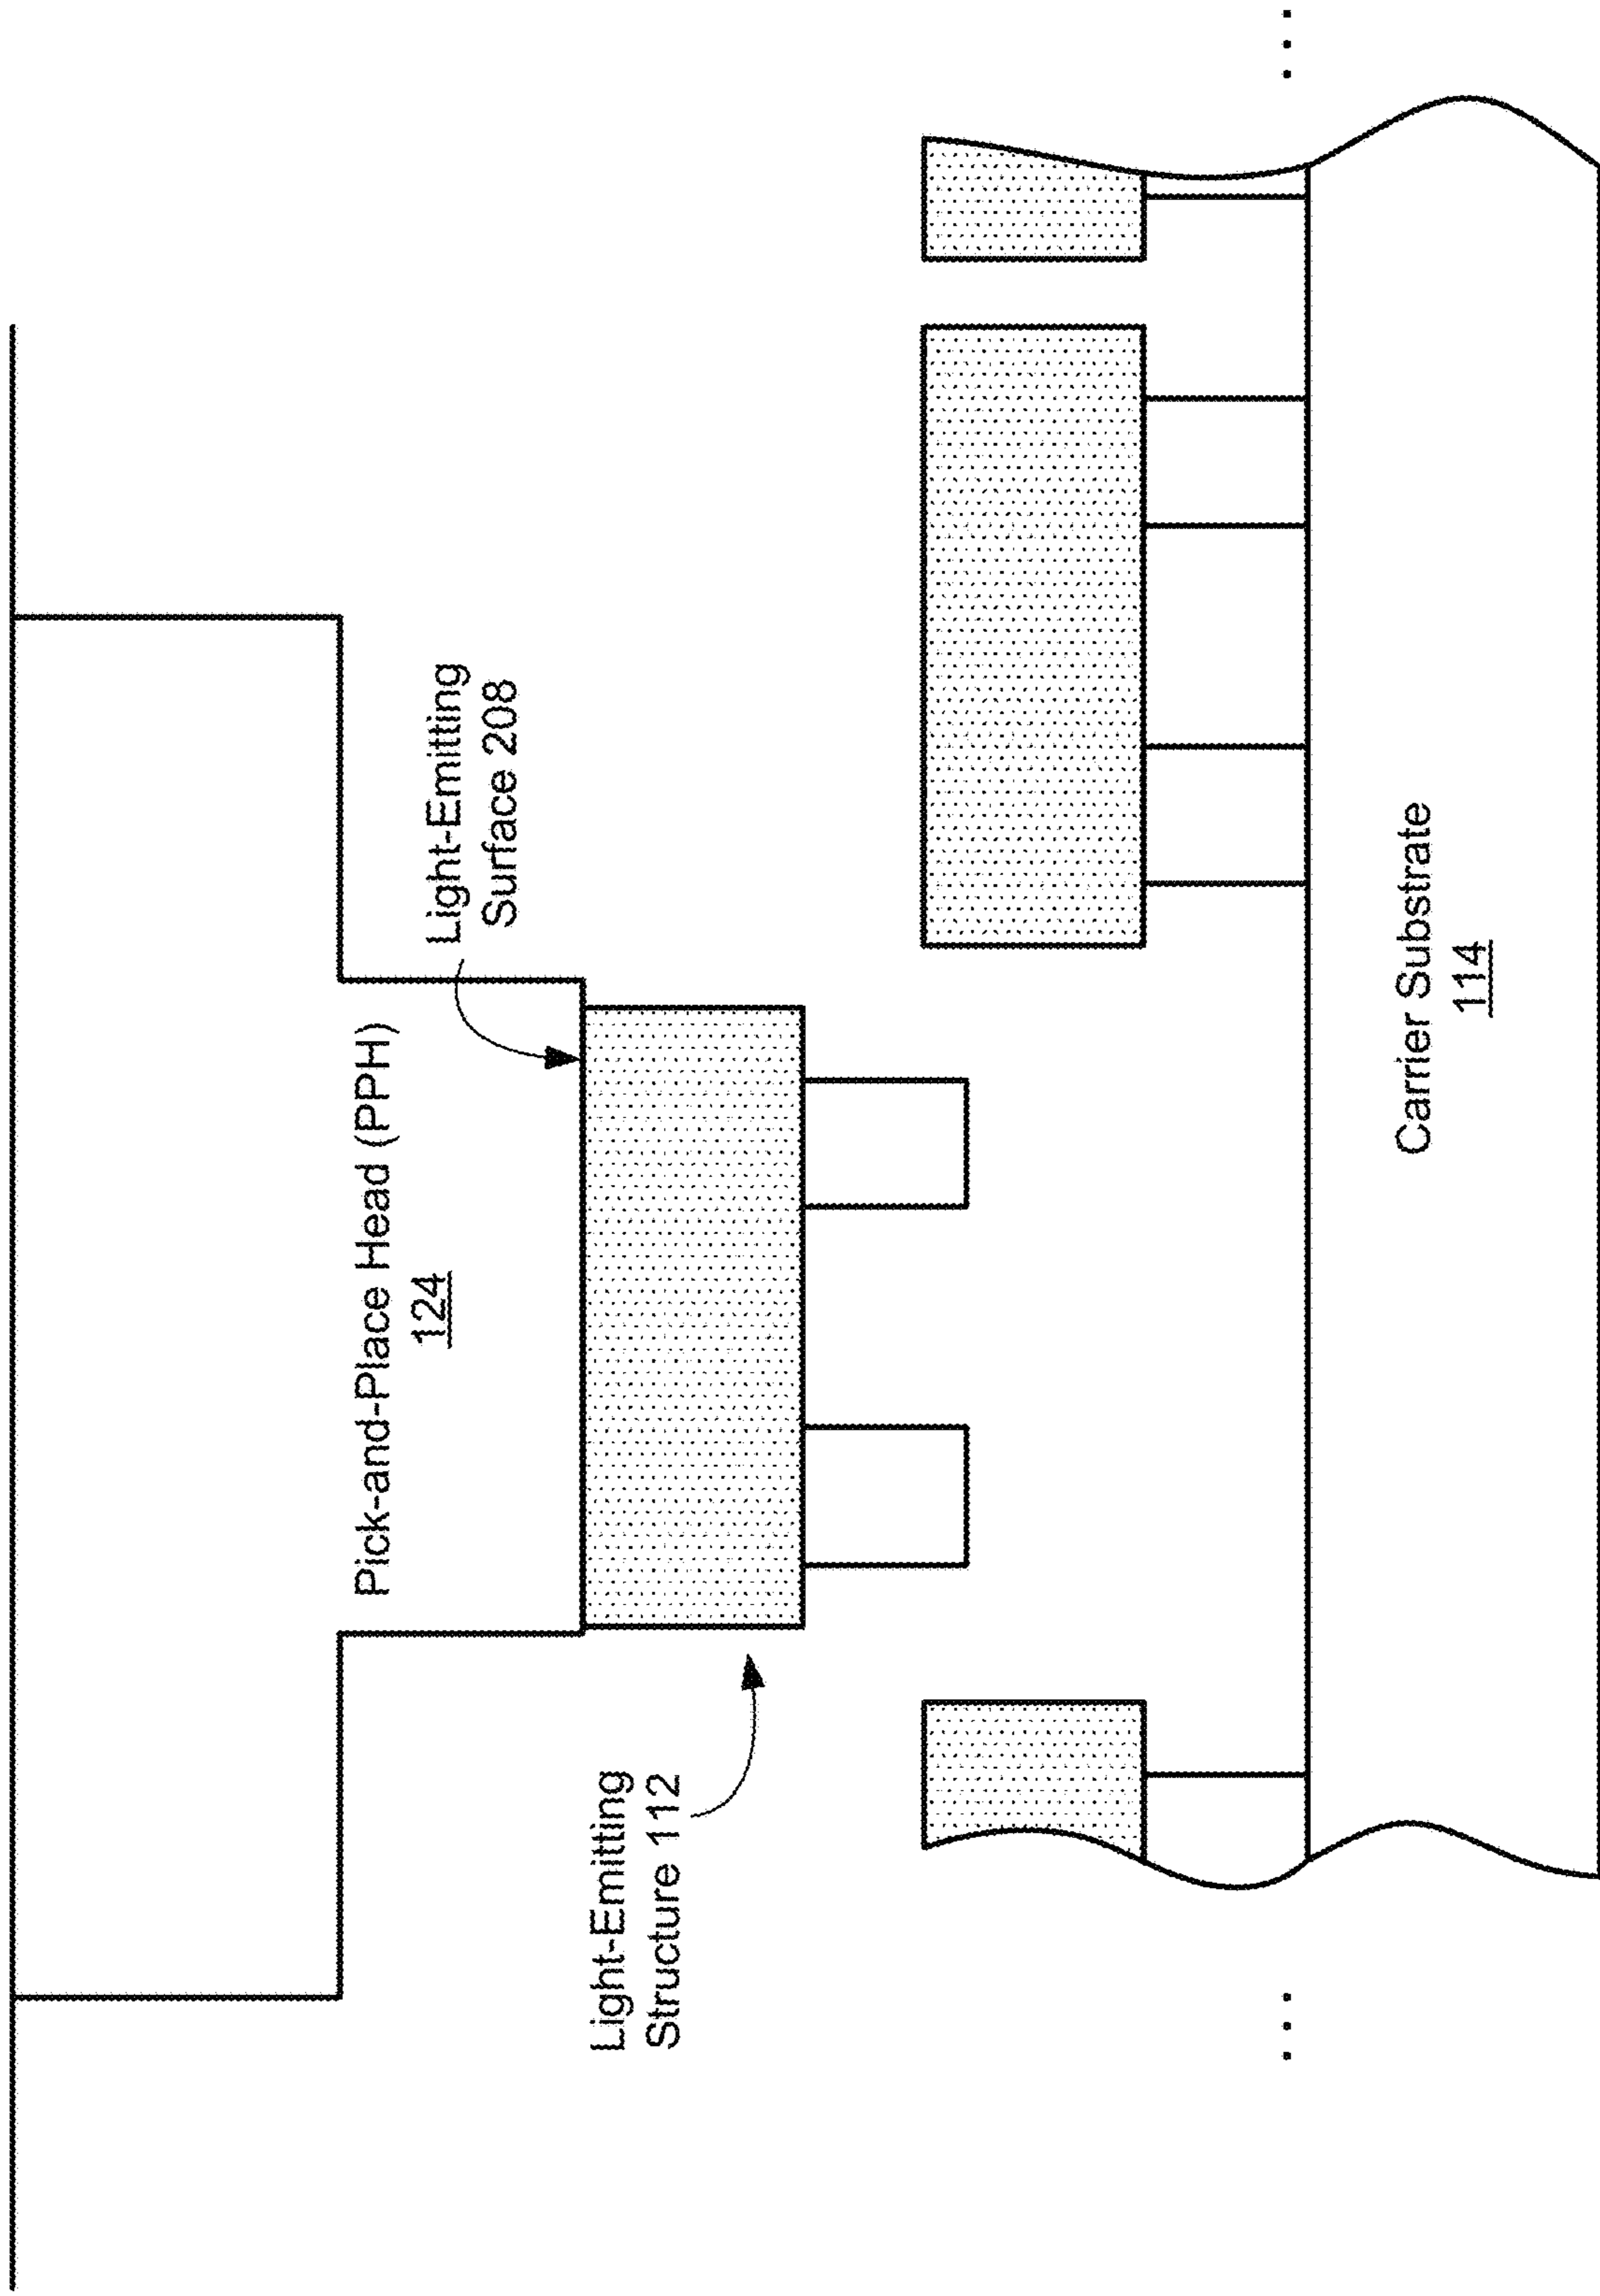 Pick-and-Place Head (PPH)
124
Light-Emitting
Surface 208
Light-Emitting
Structure 112
Carrier Substrate
114